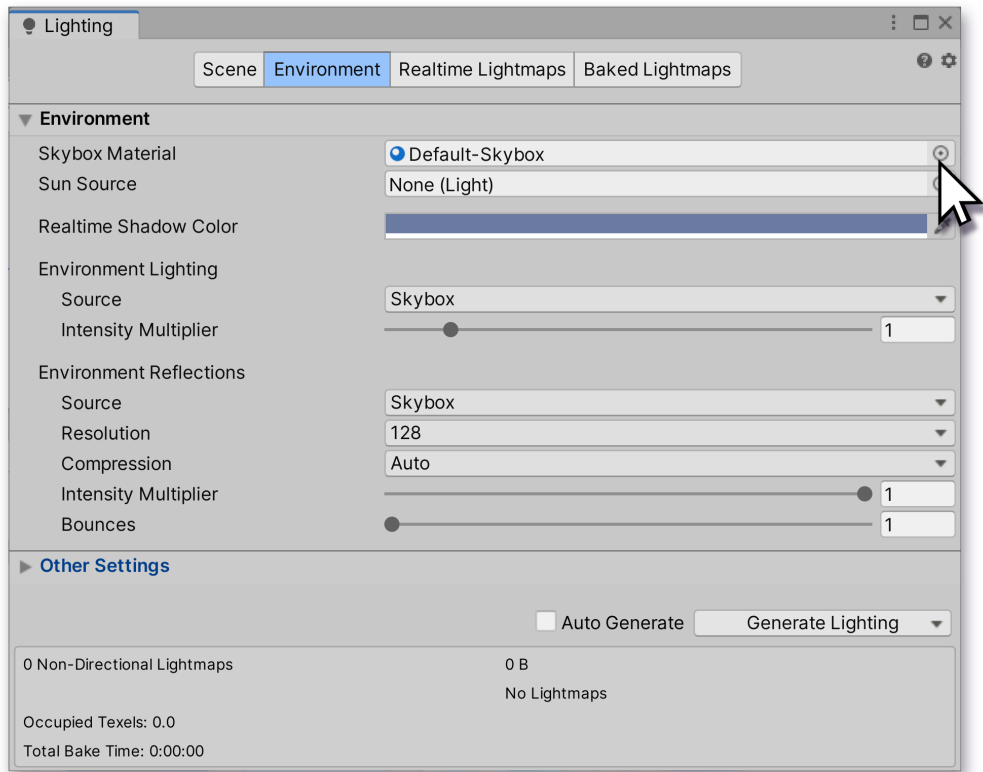 Lighting
Scene Environment Realtime Lightmaps Baked Lightmaps
Environment
Skybox Material Default-Skybox
Sun Source None (Light)
Realtime Shadow Color
Environment Lighting
Source Skybox
Intensity Multiplier 1
Environment Reflections
Source Skybox
Resolution 128
Compression Auto
Intensity Multiplier 1
Bounces 1
Other Settings
Auto Generate Generate Lighting
0 Non-Directional Lightmaps 0 B
No Lightmaps
Occupied Texels: 0.0
Total Bake Time: 0:00:00